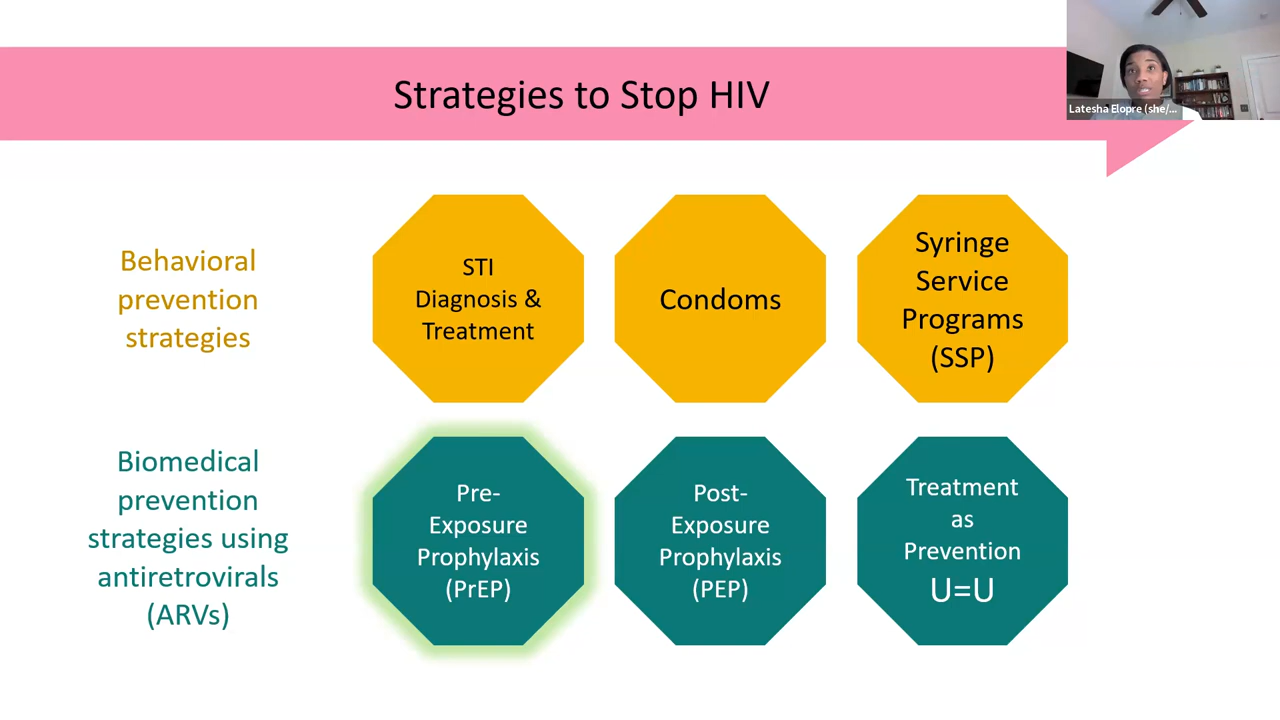 Strategies to Stop HIV
Latesha Elopre (she/...
Behavioral
prevention
strategies
STI
Diagnosis &
Treatment
Condoms
Syringe
Service
Programs
(SSP)
Biomedical
prevention
strategies using
antiretrovirals
(ARVs)
Pre-
Exposure
Prophylaxis
(PrEP)
Post-
Exposure
Prophylaxis
(PEP)
Treatment
as
Prevention
U=U